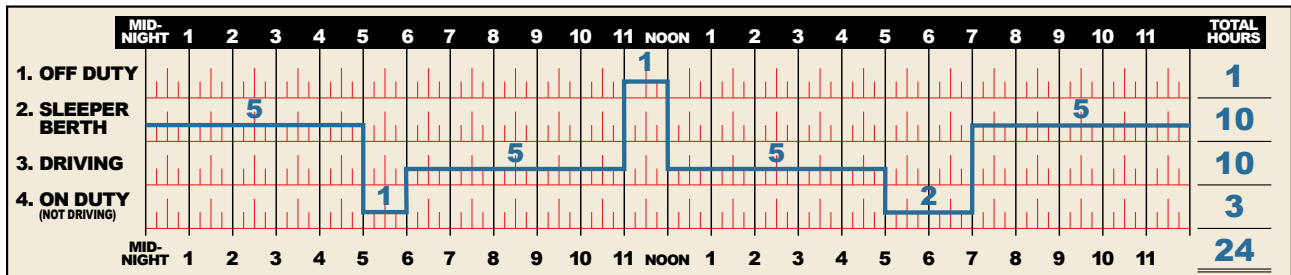 MID-
NIGHT 1 2 3 4 5 6 7 8 9 10 11 NOON 1 2 3 4 5 6 7 8 9 10 11 TOTAL
HOURS
1. OFF DUTY 1 1
2. SLEEPER
BERTH 5 5 10
3. DRIVING 5 5 10
4. ON DUTY
(NOT DRIVING) 1 2 3
MID-
NIGHT 1 2 3 4 5 6 7 8 9 10 11 NOON 1 2 3 4 5 6 7 8 9 10 11 24